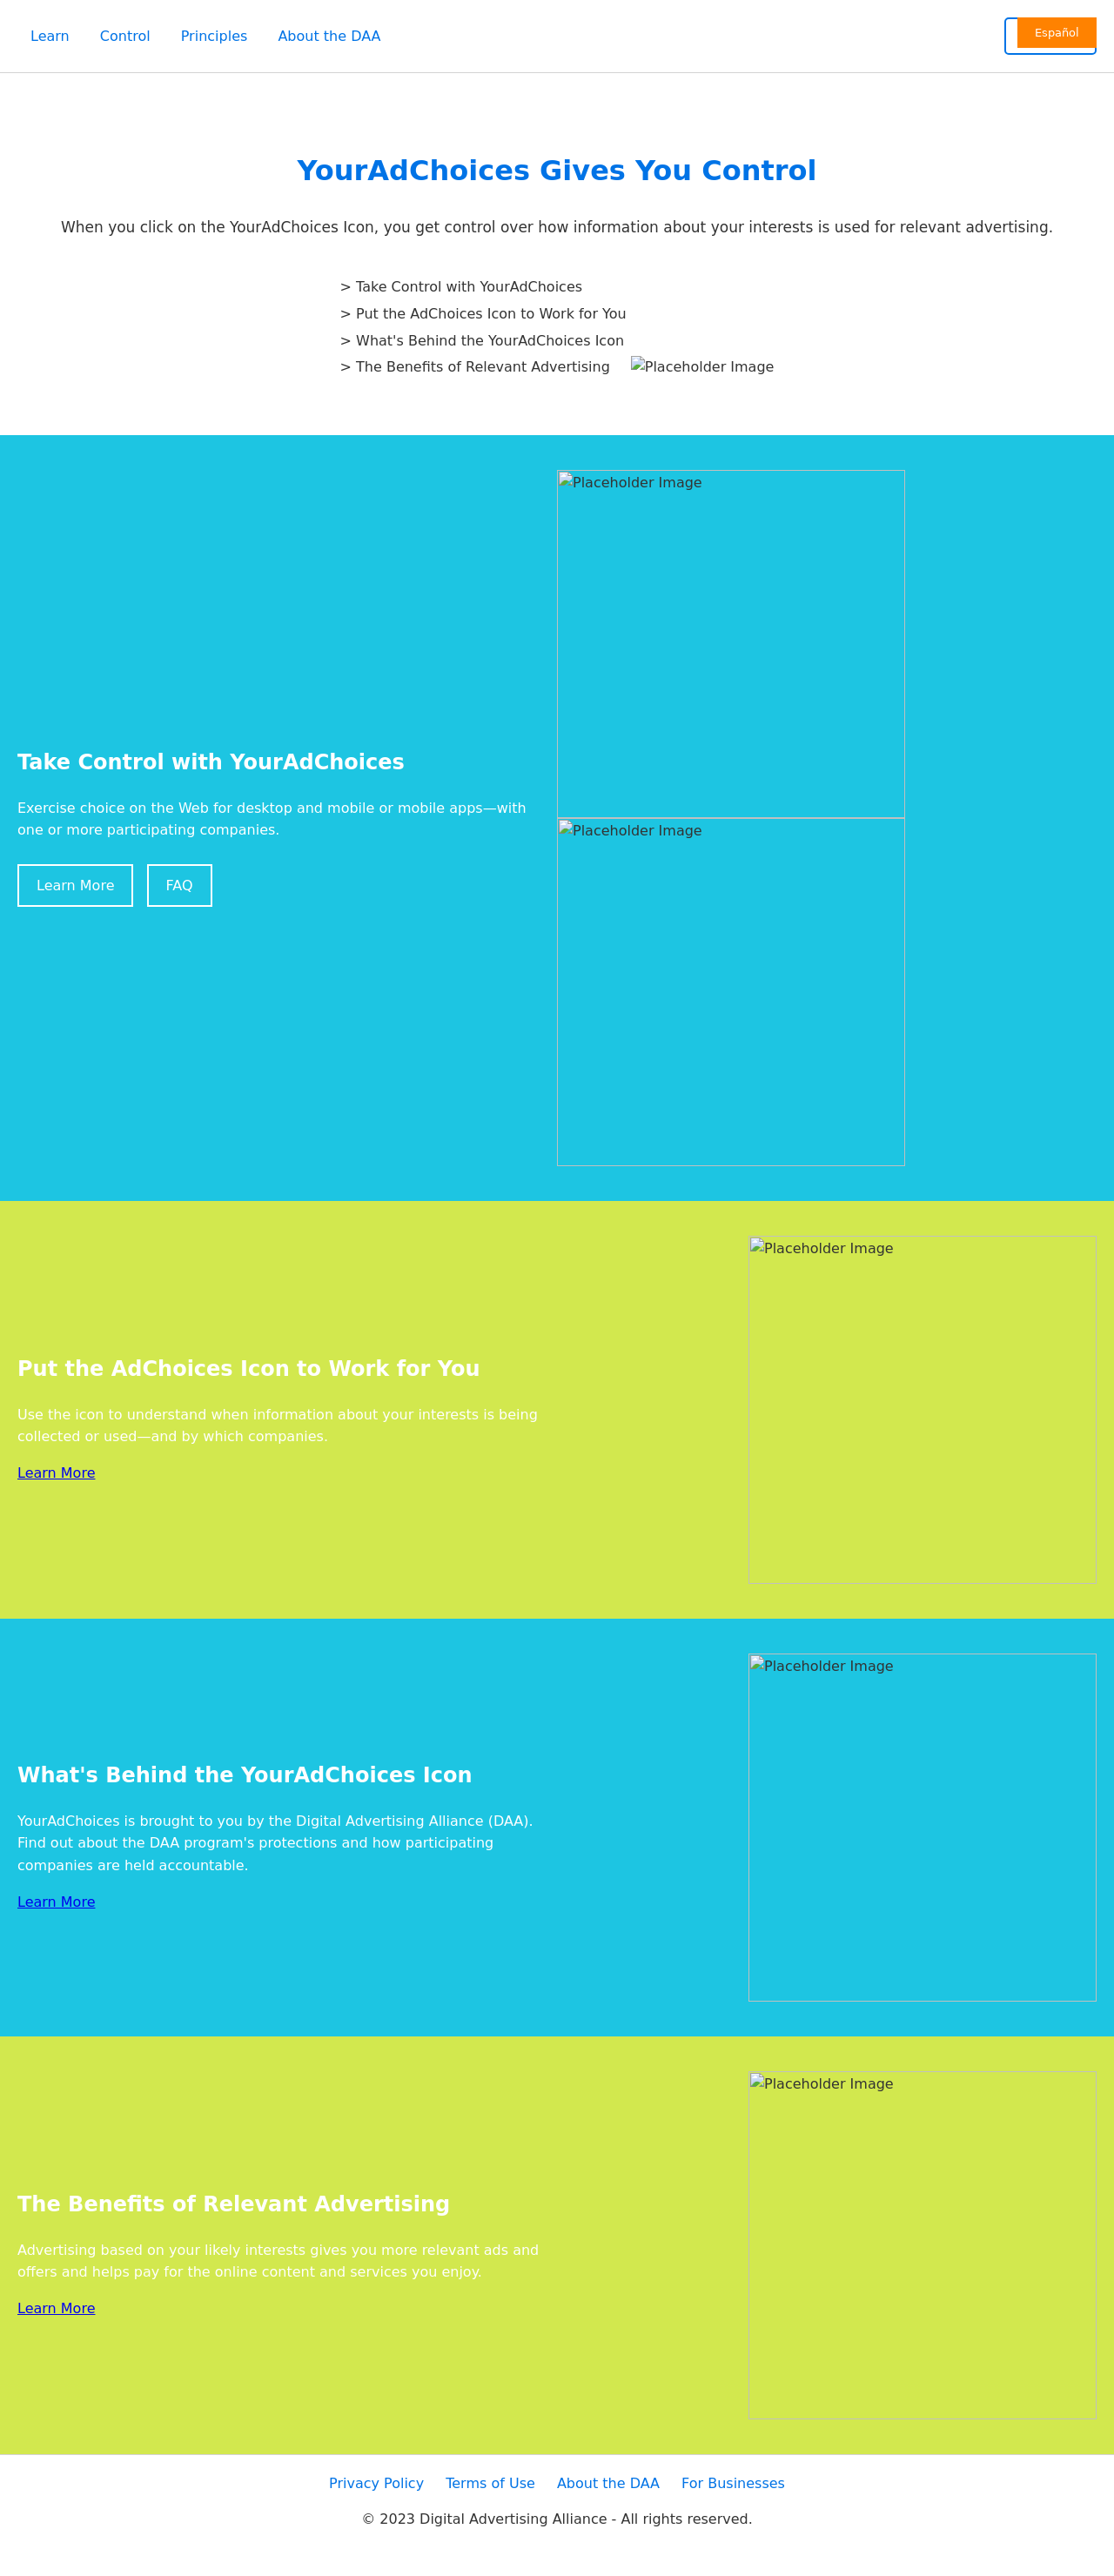 Learn Control Principles About the DAA Español
YourAdChoices Gives You Control
When you click on the YourAdChoices Icon, you get control over how information about your interests is used for relevant advertising.
> Take Control with YourAdChoices
> Put the AdChoices Icon to Work for You
> What's Behind the YourAdChoices Icon
> The Benefits of Relevant Advertising Placeholder Image
Placeholder Image
Take Control with YourAdChoices
Exercise choice on the Web for desktop and mobile or mobile apps—with
one or more participating companies.
Placeholder Image
Learn More FAQ
Placeholder Image
Put the AdChoices Icon to Work for You
Use the icon to understand when information about your interests is being
collected or used—and by which companies.
Learn More
Placeholder Image
What's Behind the YourAdChoices Icon
YourAdChoices is brought to you by the Digital Advertising Alliance (DAA).
Find out about the DAA program's protections and how participating
companies are held accountable.
Learn More
Placeholder Image
The Benefits of Relevant Advertising
Advertising based on your likely interests gives you more relevant ads and
offers and helps pay for the online content and services you enjoy.
Learn More
Privacy Policy Terms of Use About the DAA For Businesses
© 2023 Digital Advertising Alliance - All rights reserved.